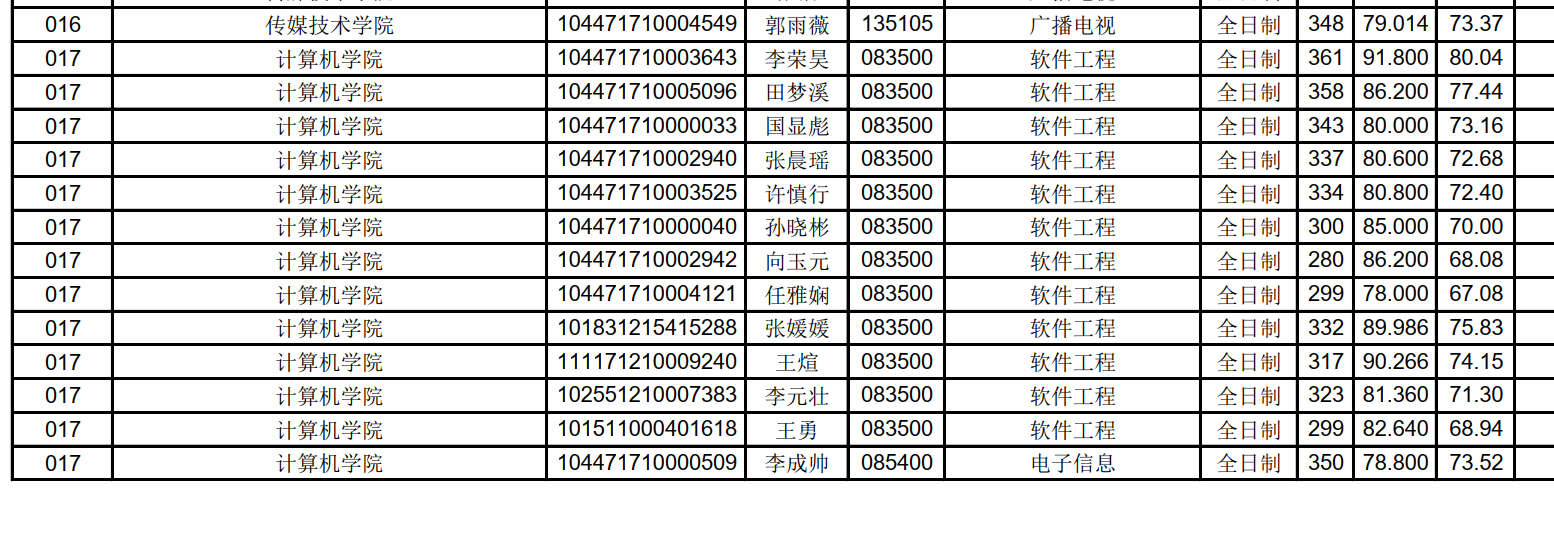 016 传媒技术学院 104471710004549 郭雨薇 135105 广播电视 全日制 348 79.014 73.37
017 计算机学院 104471710003643 李荣昊 083500 软件工程 全日制 361 91.800 80.04
017 计算机学院 104471710005096 田梦溪 083500 软件工程 全日制 358 86.200 77.44
017 计算机学院 104471710000033 国显彪 083500 软件工程 全日制 343 80.000 73.16
017 计算机学院 104471710002940 张晨瑶 083500 软件工程 全日制 337 80.600 72.68
017 计算机学院 104471710003525 许慎行 083500 软件工程 全日制 334 80.800 72.40
017 计算机学院 104471710000040 孙晓彬 083500 软件工程 全日制 300 85.000 70.00
017 计算机学院 104471710002942 向玉元 083500 软件工程 全日制 280 86.200 68.08
017 计算机学院 104471710004121 任雅娴 083500 软件工程 全日制 299 78.000 67.08
017 计算机学院 101831215415288 张媛媛 083500 软件工程 全日制 332 89.986 75.83
017 计算机学院 111171210009240 王煊 083500 软件工程 全日制 317 90.266 74.15
017 计算机学院 102551210007383 李元壮 083500 软件工程 全日制 323 81.360 71.30
017 计算机学院 101511000401618 王勇 083500 软件工程 全日制 299 82.640 68.94
017 计算机学院 104471710000509 李成帅 085400 电子信息 全日制 350 78.800 73.52